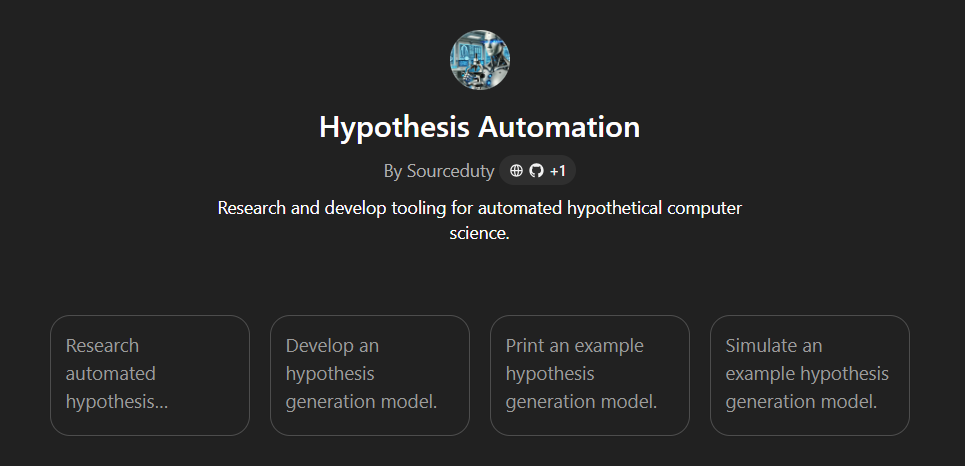 Hypothesis Automation
By Sourceduty +1
Research and develop tooling for automated hypothetical computer
science.
Research
automated
hypothesis...
Develop an
hypothesis
generation model.
Print an example
hypothesis
generation model.
Simulate an
example hypothesis
generation model.